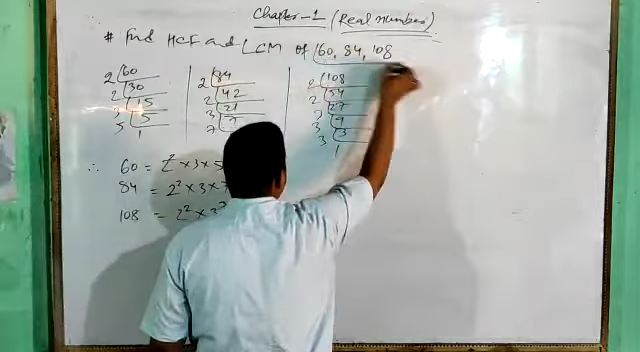 Chapter-1 (Real Number)
# Find HCF and LCM of 60, 84, 108
2 60 2 84 2 108
2 30 2 42 2 54
3 15 3 21 3 27
5 5 7 7 3 9
1 3 3
1
∴ 60 = 2² × 3 × 5
84 = 2² × 3 × 7
108 = 2² × 3³